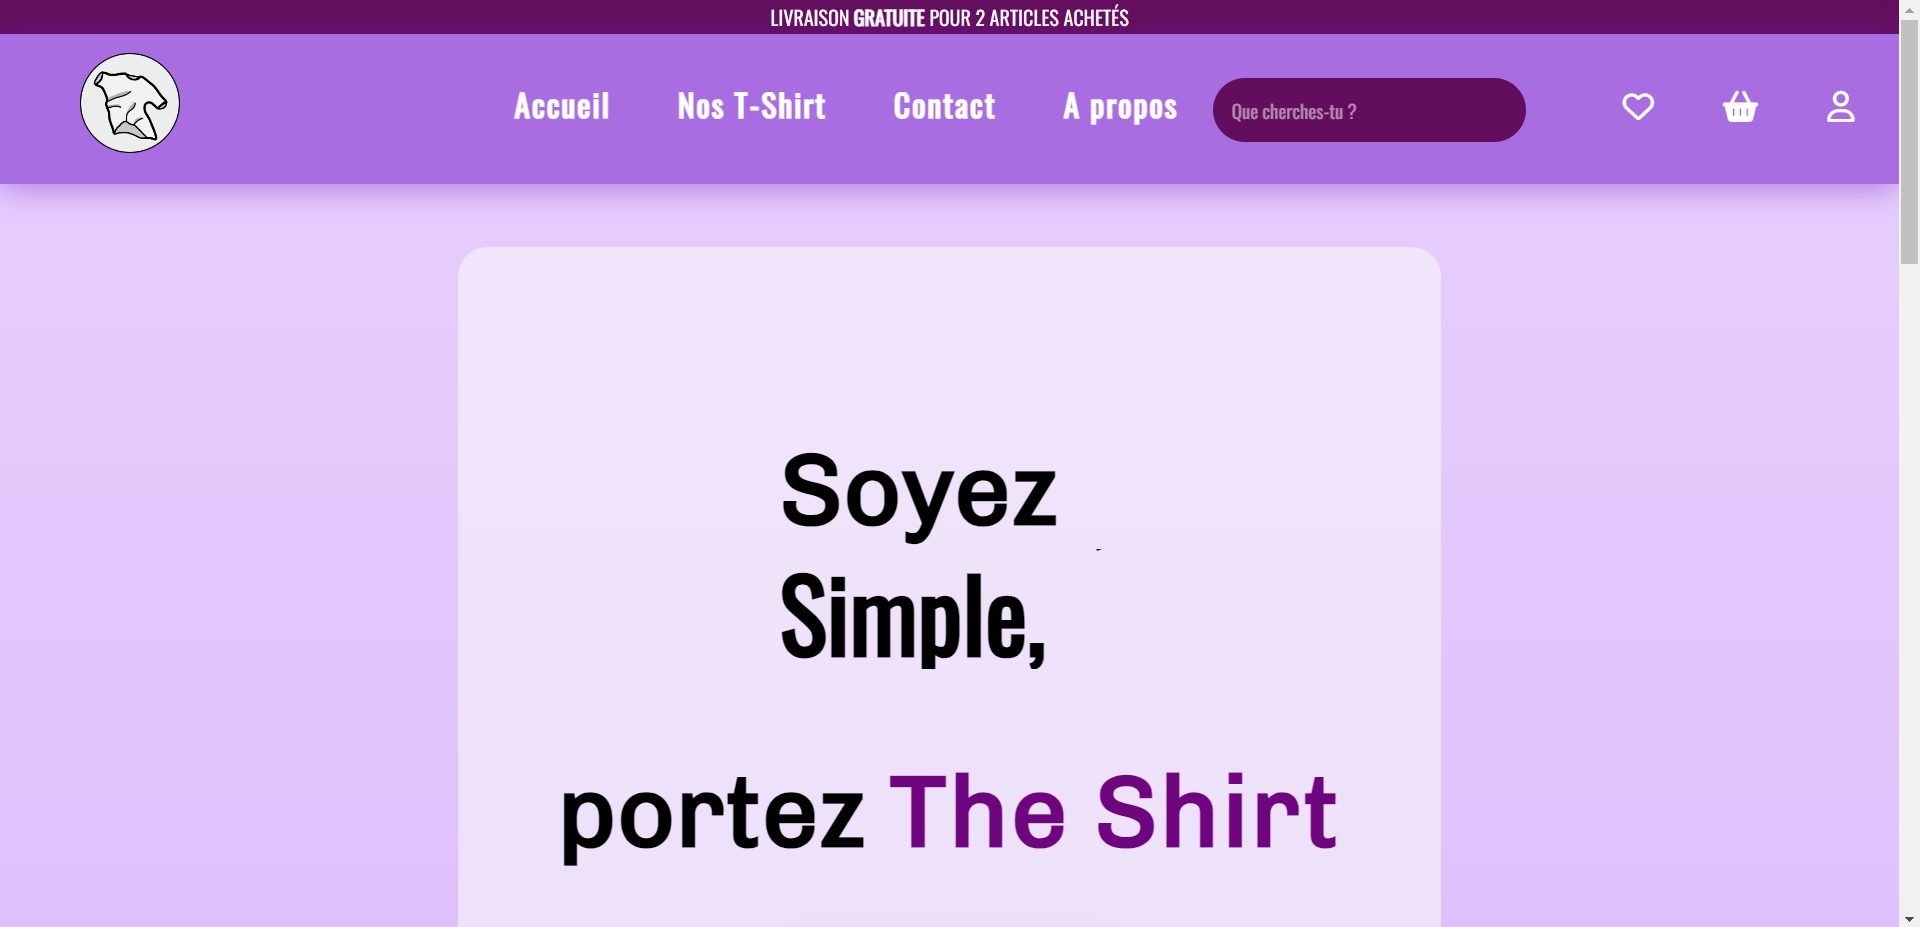 LIVRAISON GRATUITE POUR 2 ARTICLES ACHETÉS
Accueil Nos T-Shirt Contact A propos Que cherches-tu ?
Soyez
Simple,
portez The Shirt